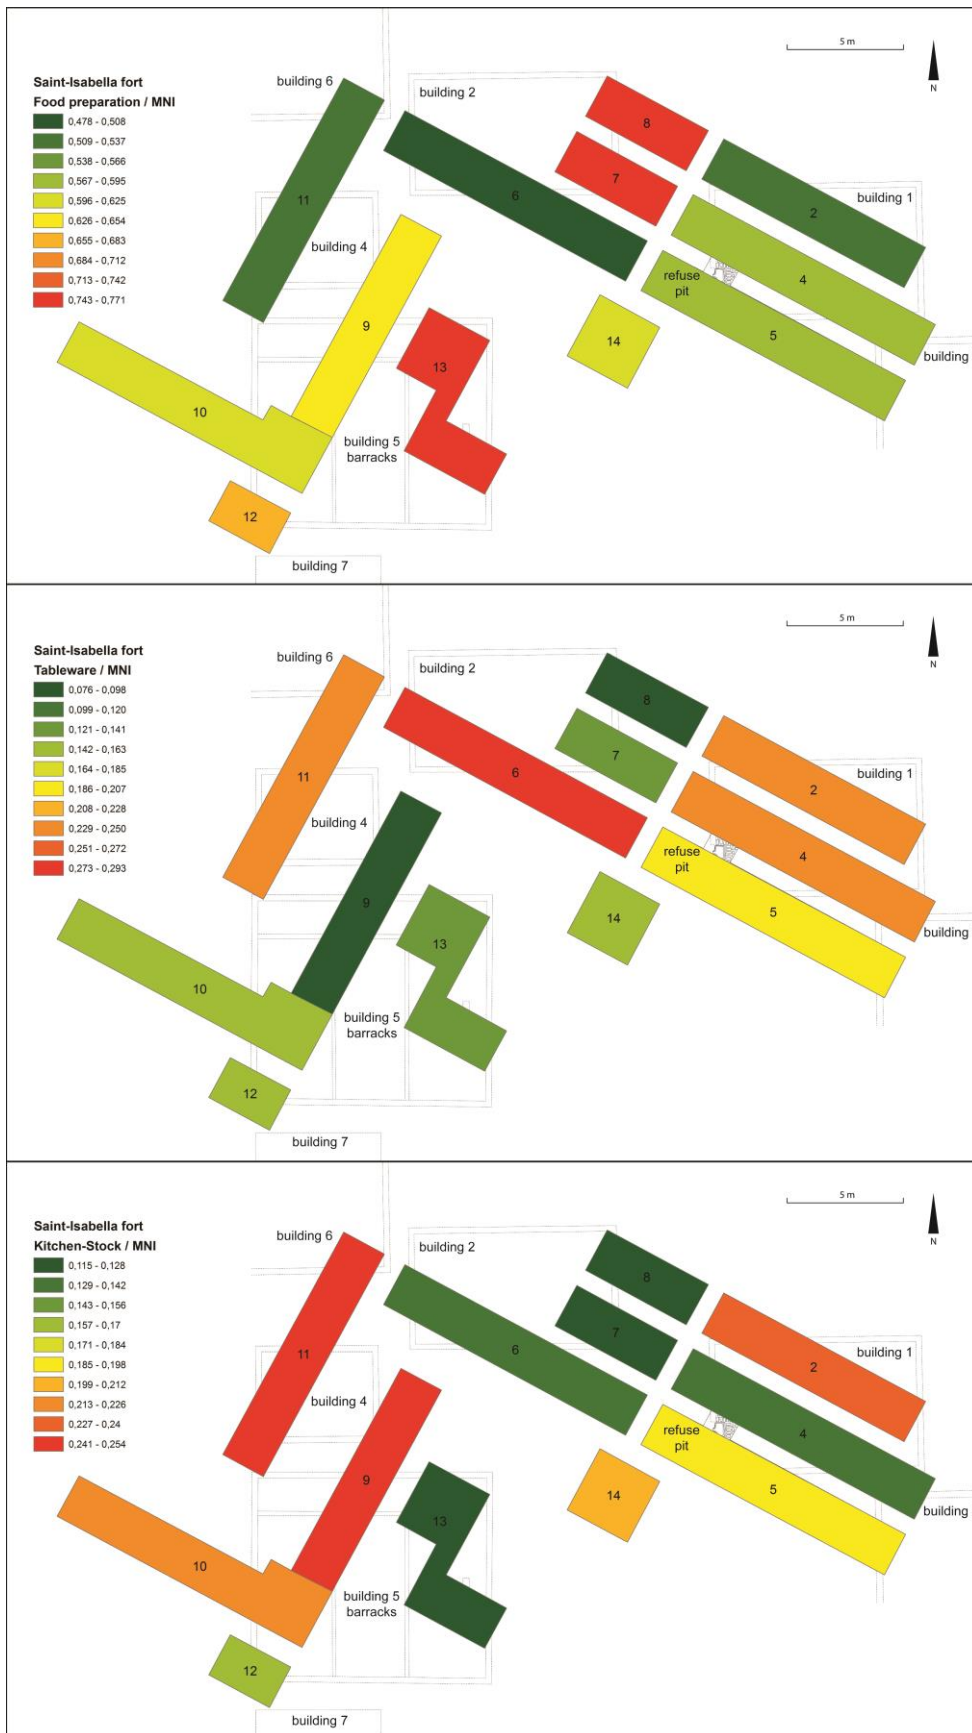 5 m
N
Saint-Isabella fort
Food preparation / MNI
0,478 - 0,508
0,509 - 0,537
0,538 - 0,566
0,567 - 0,595
0,596 - 0,625
0,626 - 0,654
0,655 - 0,683
0,684 - 0,712
0,713 - 0,742
0,743 - 0,771
building 6
building 2
8
7
2
building 1
11
6
building 4
4
refuse
pit
9
5
14
building
13
10
building 5
barracks
12
building 7
5 m
N
Saint-Isabella fort
Tableware / MNI
0,076 - 0,098
0,099 - 0,120
0,121 - 0,141
0,142 - 0,163
0,164 - 0,185
0,186 - 0,207
0,208 - 0,228
0,229 - 0,250
0,251 - 0,272
0,273 - 0,293
building 6
building 2
8
7
2
building 1
11
6
building 4
4
refuse
pit
9
5
14
building
13
10
building 5
barracks
12
building 7
5 m
N
Saint-Isabella fort
Kitchen-Stock / MNI
0,115 - 0,128
0,129 - 0,142
0,143 - 0,156
0,157 - 0,17
0,171 - 0,184
0,185 - 0,198
0,199 - 0,212
0,213 - 0,226
0,227 - 0,24
0,241 - 0,254
building 6
building 2
8
7
2
building 1
11
6
building 4
4
refuse
pit
9
5
14
building
13
10
building 5
barracks
12
building 7